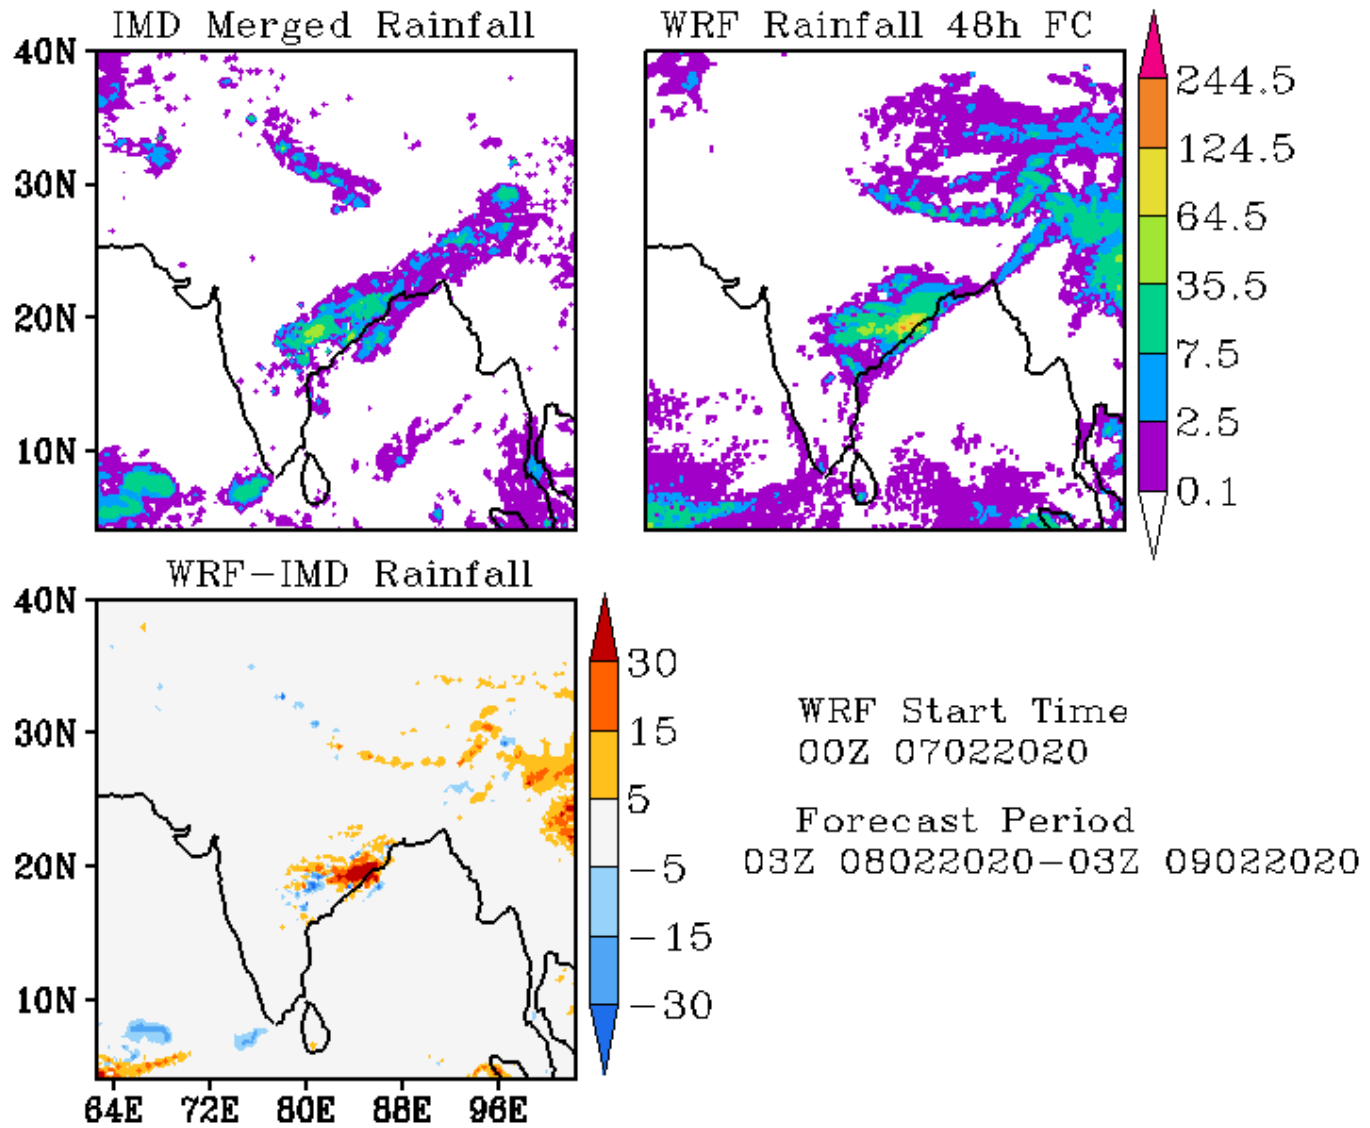 IMD Merged Rainfall
WRF Rainfall 48h FC
40N
30N
20N
10N
244.5
124.5
64.5
35.5
7.5
2.5
0.1
WRF-IMD Rainfall
40N
30N
20N
10N
64E 72E 80E 88E 96E
30
15
5
-5
-15
-30
WRF Start Time
00Z 07022020
Forecast Period
03Z 08022020-03Z 09022020